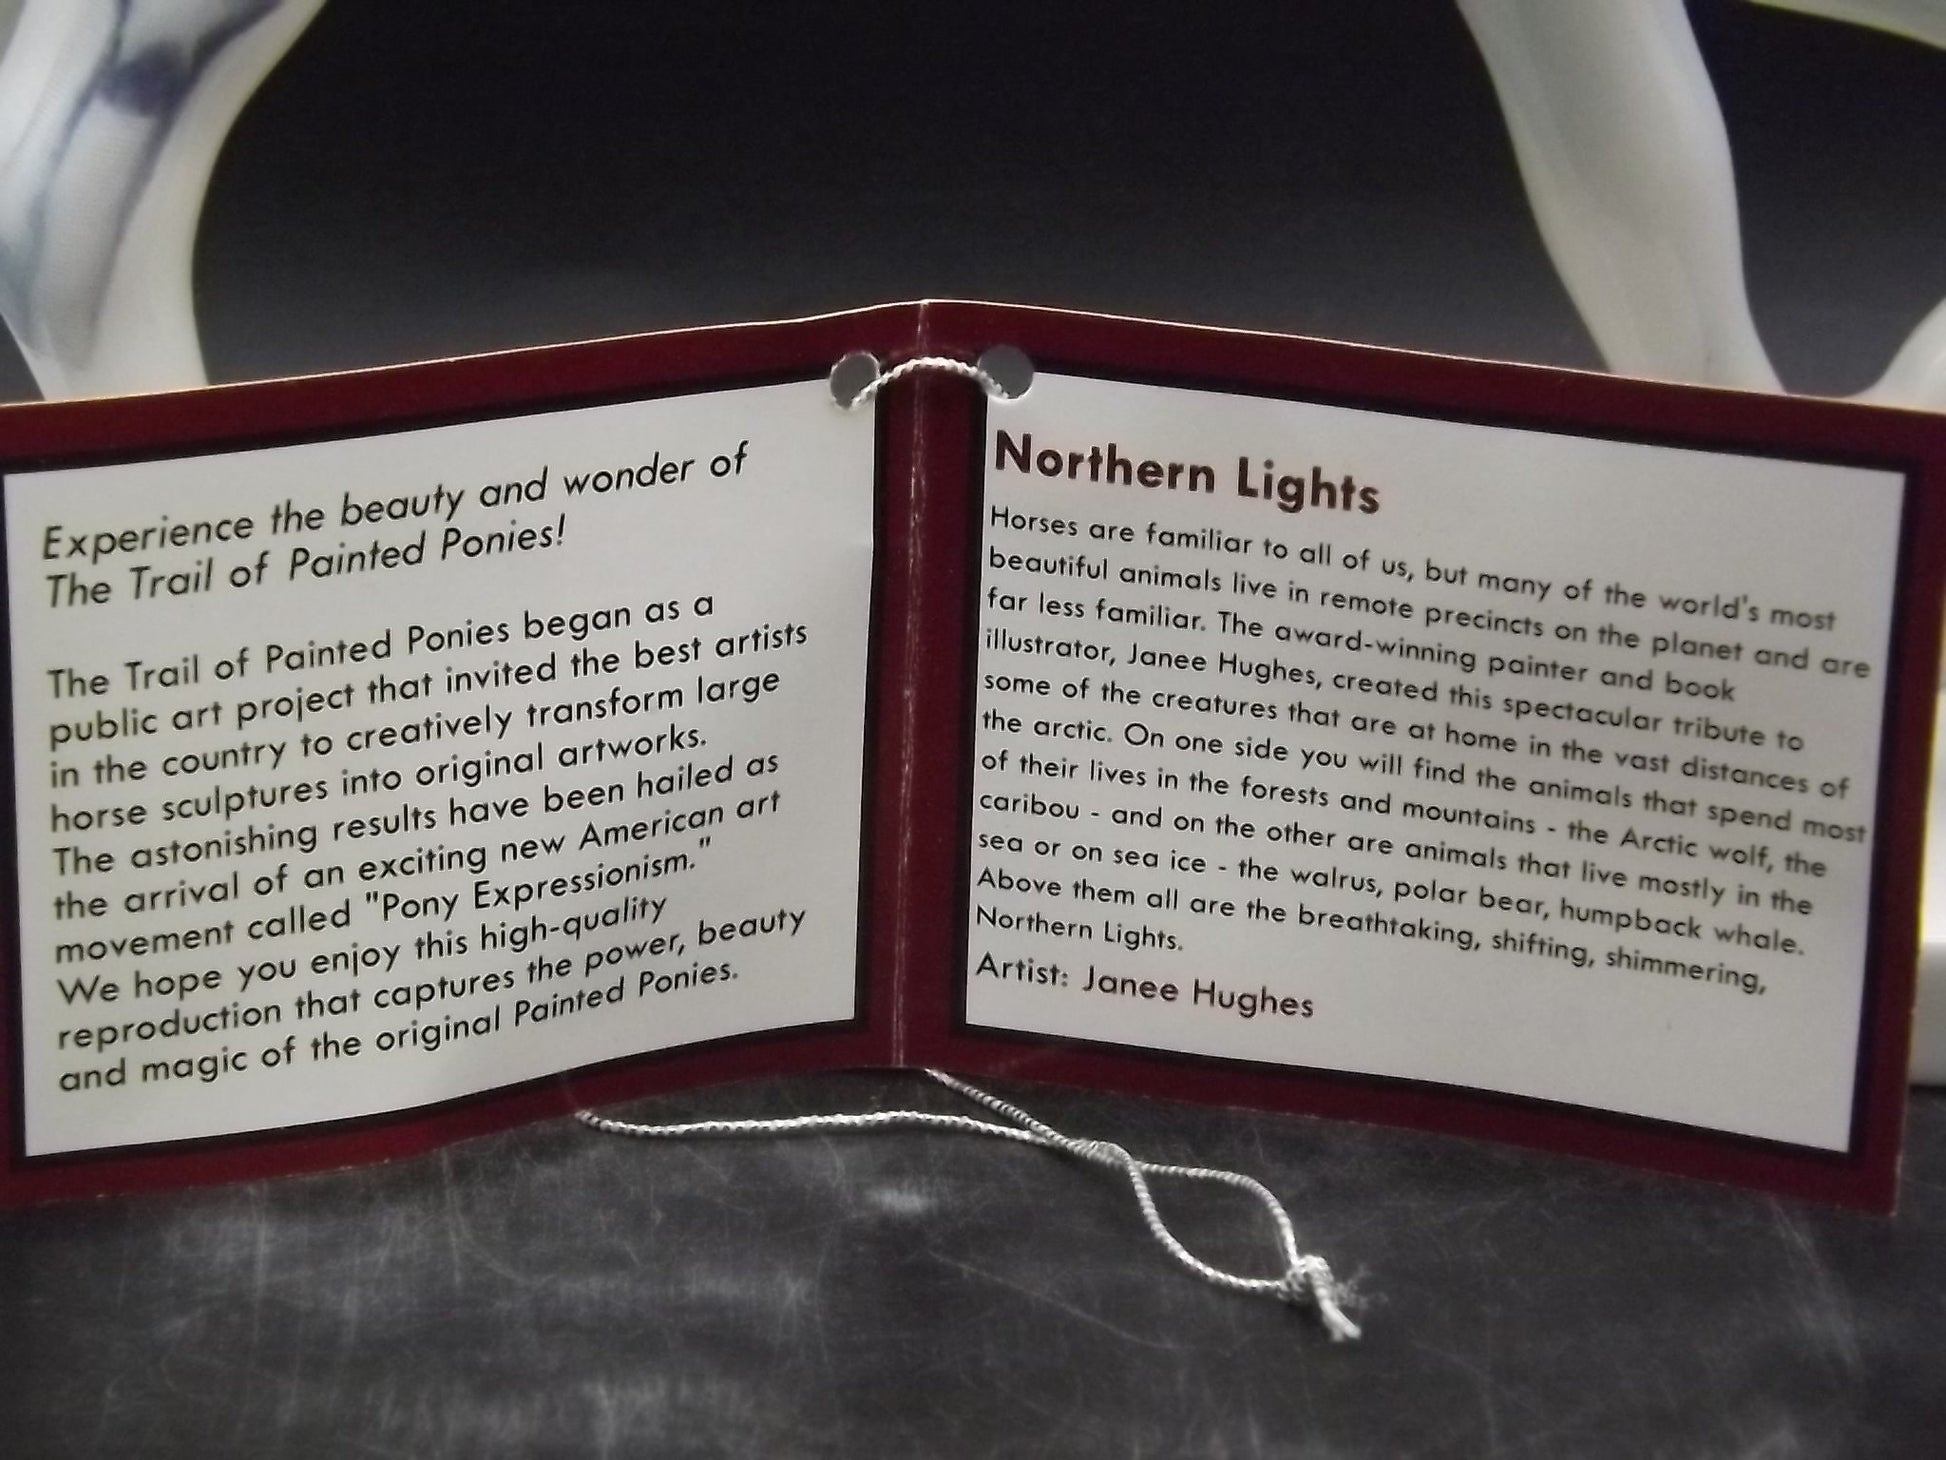 Experience the beauty and wonder of
The Trail of Painted Ponies!
The Trail of Painted Ponies began as a
public art project that invited the best artists
in the country to creatively transform large
horse sculptures into original artworks.
The astonishing results have been hailed as
the arrival of an exciting new American art
movement called "Pony Expressionism."
We hope you enjoy this high-quality
reproduction that captures the power, beauty
and magic of the original Painted Ponies.
Northern Lights
Horses are familiar to all of us, but many of the world's most
beautiful animals live in remote precincts on the planet and are
far less familiar. The award-winning painter and book
illustrator, Janee Hughes, created this spectacular tribute to
some of the creatures that are at home in the vast distances of
the arctic. On one side you will find the animals that spend most
of their lives in the forests and mountains - the Arctic wolf, the
caribou - and on the other are animals that live mostly in the
sea or on sea ice - the walrus, polar bear, humpback whale.
Above them all are the breathtaking, shifting, shimmering,
Northern Lights.
Artist: Janee Hughes